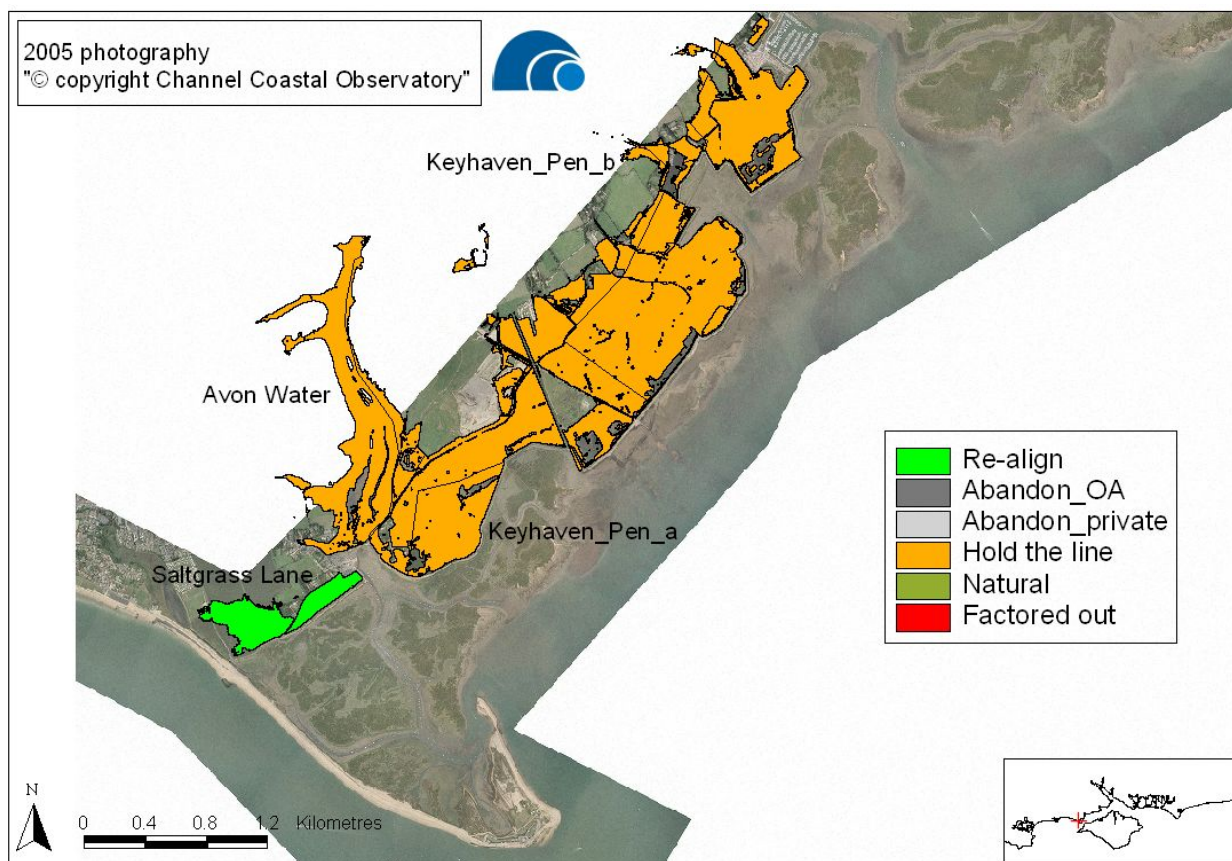 2005 photography
"© copyright Channel Coastal Observatory"
Keyhaven_Pen_b
Avon Water
Keyhaven_Pen_a
Saltgrass Lane
Re-align
Abandon_OA
Abandon_private
Hold the line
Natural
Factored out
N
0 0.4 0.8 1.2 Kilometres